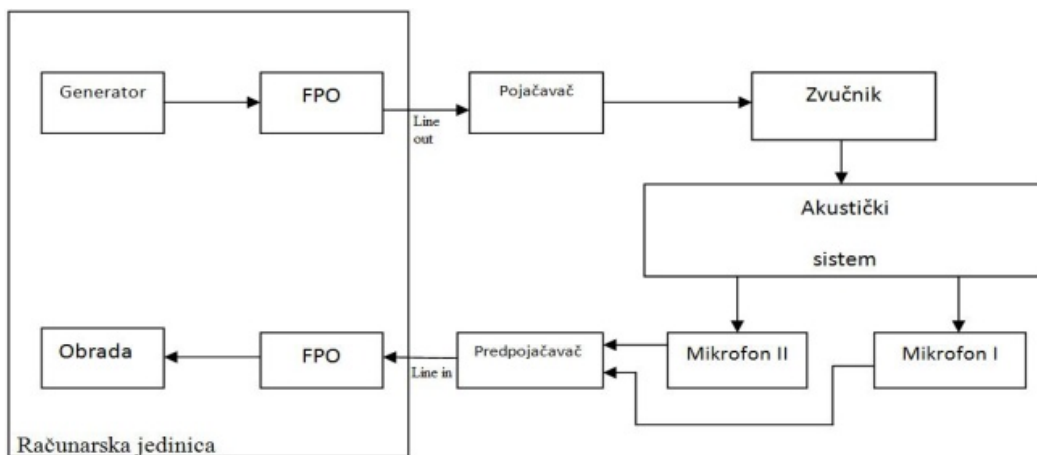 Generator
FPO
Line
out
Pojačavač
Zvučnik
Akustički
sistem
Obrada
FPO
Line in
Predpojačavač
Mikrofon II
Mikrofon I
Računarska jedinica